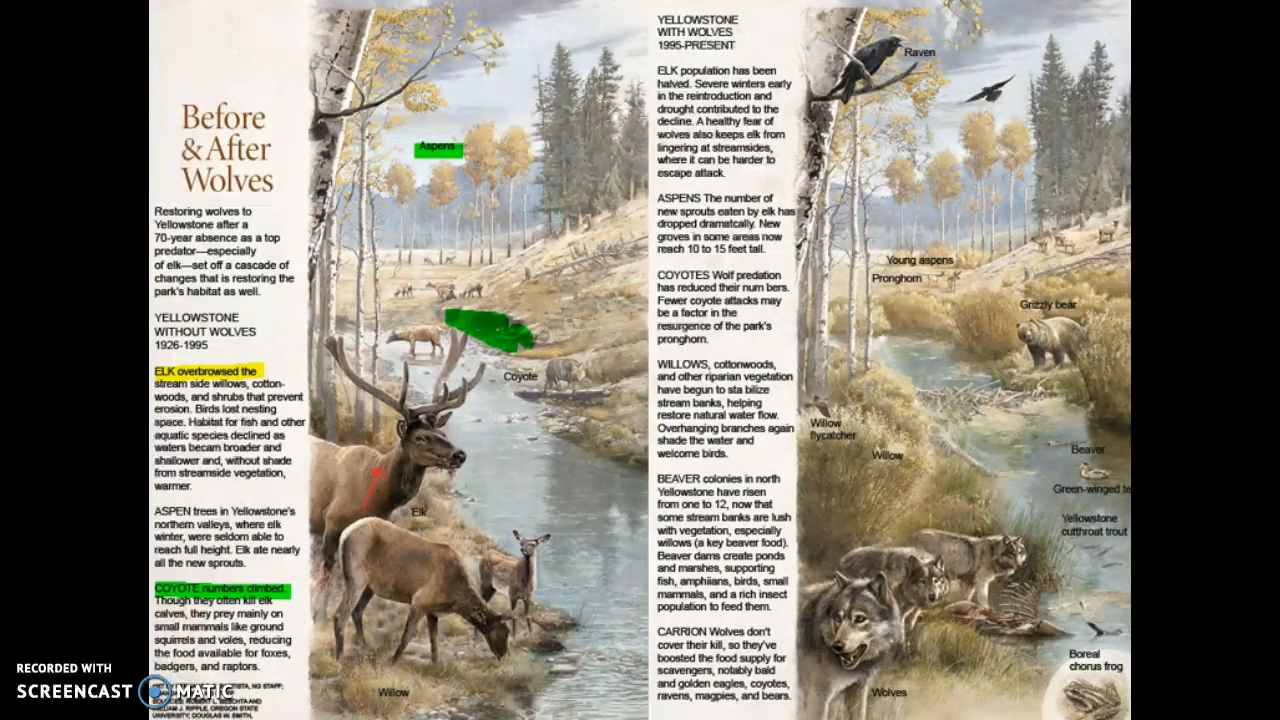 Before
& After
Wolves
Restoring wolves to
Yellowstone after a
70-year absence as a top
predator—especially
of elk—set off a cascade of
changes that is restoring the
park's habitat as well.
YELLOWSTONE
WITHOUT WOLVES
1926-1995
ELK overbrowsed the
stream side willows, cotton-
woods, and shrubs that prevent
erosion. Birds lost nesting
space. Habitat for fish and other
aquatic species declined as
waters becam broader and
shallower and, without shade
from streamside vegetation,
warmer.
ASPEN trees in Yellowstone's
northern valleys, where elk
winter, were seldom able to
reach full height. Elk ate nearly
all the new sprouts.
COYOTE numbers climbed.
Though they often kill elk
calves, they prey mainly on
small mammals like ground
squirrels and voles, reducing
the food available for foxes,
badgers, and raptors.
NO STAFF;
SOURCES: ROBERT L. BESCHTA AND
WILLIAM J. RIPPLE, OREGON STATE
UNIVERSITY; DOUGLAS W. SMITH,
RECORDED WITH
SCREENCAST MATIC
Aspens
Coyote
Elk
Willow
YELLOWSTONE
WITH WOLVES
1995-PRESENT
ELK population has been
halved. Severe winters early
in the reintroduction and
drought contributed to the
decline. A healthy fear of
wolves also keeps elk from
lingering at streamsides,
where it can be harder to
escape attack.
ASPENS The number of
new sprouts eaten by elk has
dropped dramatcally. New
groves in some areas now
reach 10 to 15 feet tall.
COYOTES Wolf predation
has reduced their num bers.
Fewer coyote attacks may
be a factor in the
resurgence of the park's
pronghorn.
WILLOWS, cottonwoods,
and other riparian vegetation
have begun to sta bilize
stream banks, helping
restore natural water flow.
Overhanging branches again
shade the water and
welcome birds.
BEAVER colonies in north
Yellowstone have risen
from one to 12, now that
some stream banks are lush
with vegetation, especially
willows (a key beaver food).
Beaver dams create ponds
and marshes, supporting
fish, amphiians, birds, small
mammals, and a rich insect
population to feed them.
CARRION Wolves don't
cover their kill, so they've
boosted the food supply for
scavengers, notably bald
and golden eagles, coyotes,
ravens, magpies, and bears.
Raven
Young aspens
Pronghorn
Grizzly bear
Willow
flycatcher
Willow
Beaver
Green-winged te
Yellowstone
cutthroat trout
Boreal
chorus frog
Wolves